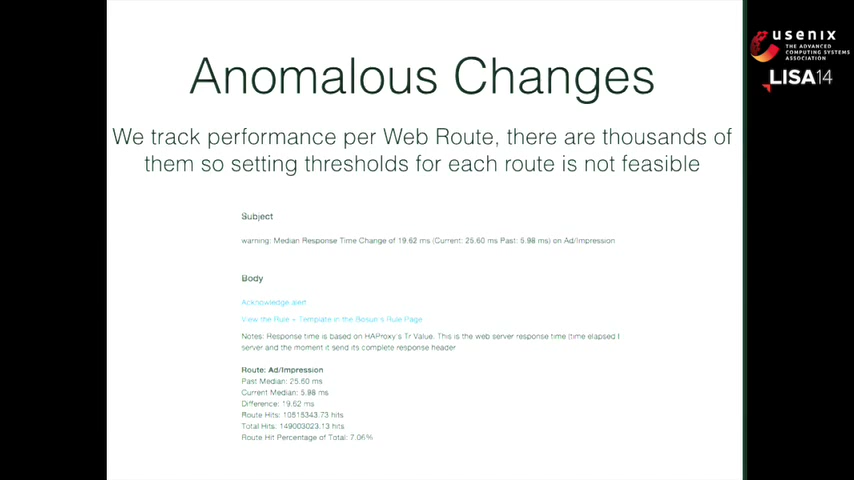 usenix
THE ADVANCED
COMPUTING SYSTEMS
ASSOCIATION
LISA14
Anomalous Changes
We track performance per Web Route, there are thousands of
them so setting thresholds for each route is not feasible
Subject
warning: Median Response Time Change of 19.62 ms (Current: 25.60 ms Past: 5.98 ms) on Ad/Impression
Body
Acknowledge alert
View the Rule + Template in the Bosun's Rule Page
Notes: Response time is based on HAProxy's Tr Value. This is the web server response time (time elapsed
server and the moment it send its complete response header
Route: Ad/Impression
Past Median: 25.60 ms
Current Median: 5.98 ms
Difference: 19.62 ms
Route Hits: 10515343.73 hits
Total Hits: 149003023.13 hits
Route Hit Percentage of Total: 7.06%